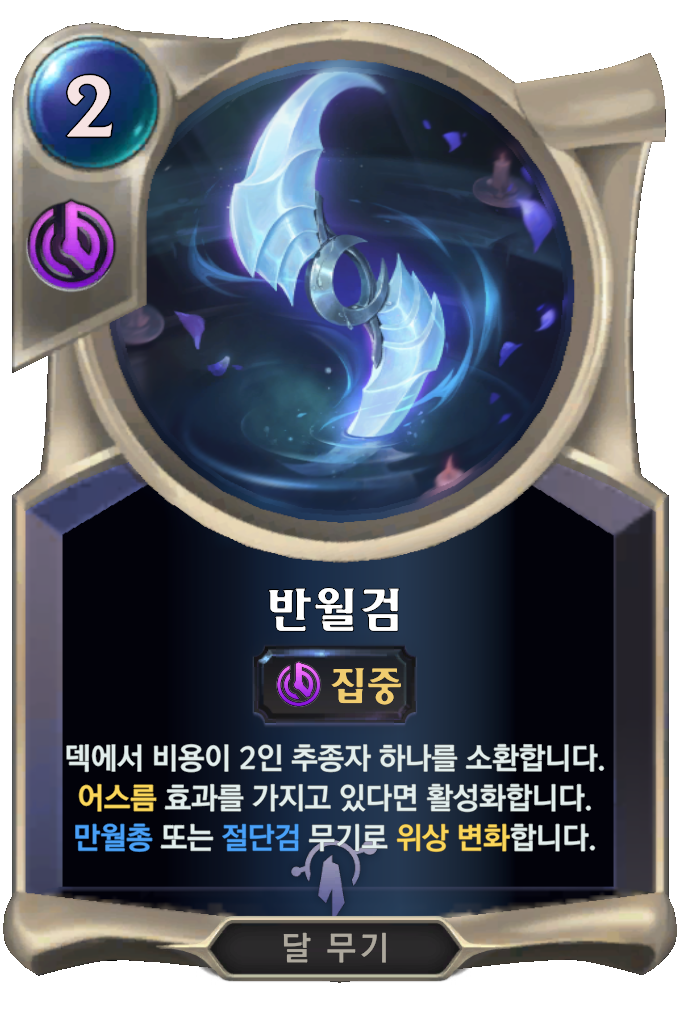 2
반월검
집중
덱에서 비용이 2인 추종자 하나를 소환합니다.
어스름 효과를 가지고 있다면 활성화합니다.
만월총 또는 절단검 무기로 위상 변화합니다.
달 무기